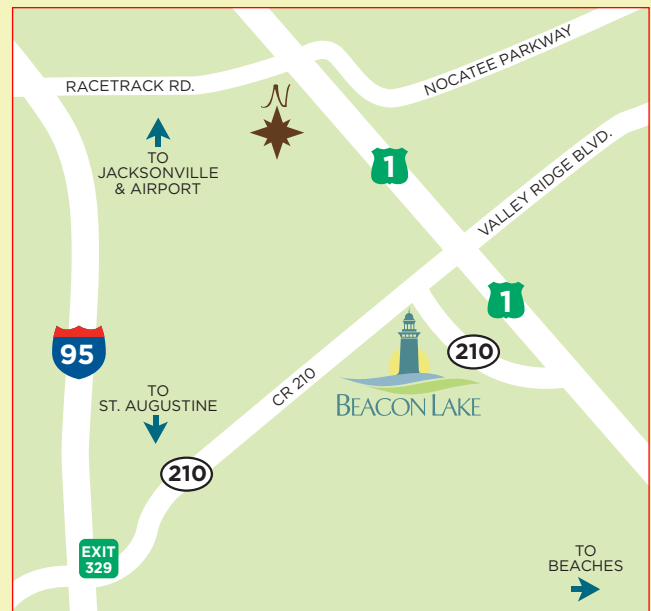 NOCATEE PARKWAY
RACETRACK RD.
N
TO
JACKSONVILLE
& AIRPORT
1
VALLEY RIDGE BLVD.
1
95
210
CR 210
BEACON LAKE
TO
ST. AUGUSTINE
210
EXIT
329
TO
BEACHES